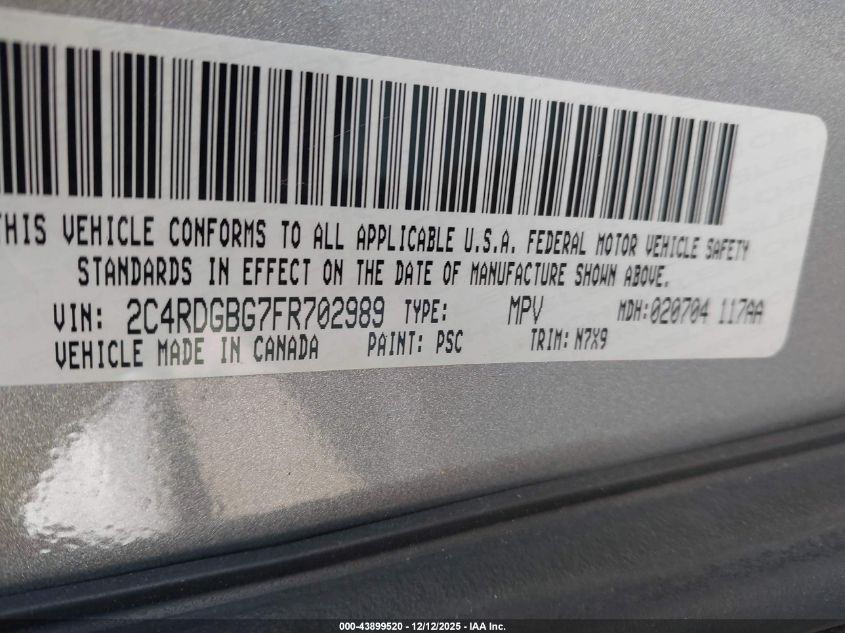 THIS VEHICLE CONFORMS TO ALL APPLICABLE U.S.A. FEDERAL MOTOR VEHICLE SAFETY
STANDARDS IN EFFECT ON THE DATE OF MANUFACTURE SHOWN ABOVE.
VIN: 2C4RDGBG7FR702989 TYPE: MPV MDH:020704 117AA
VEHICLE MADE IN CANADA PAINT: PSC TRIM: N7X9
000-43899520 - 12/12/2025 - IAA Inc.